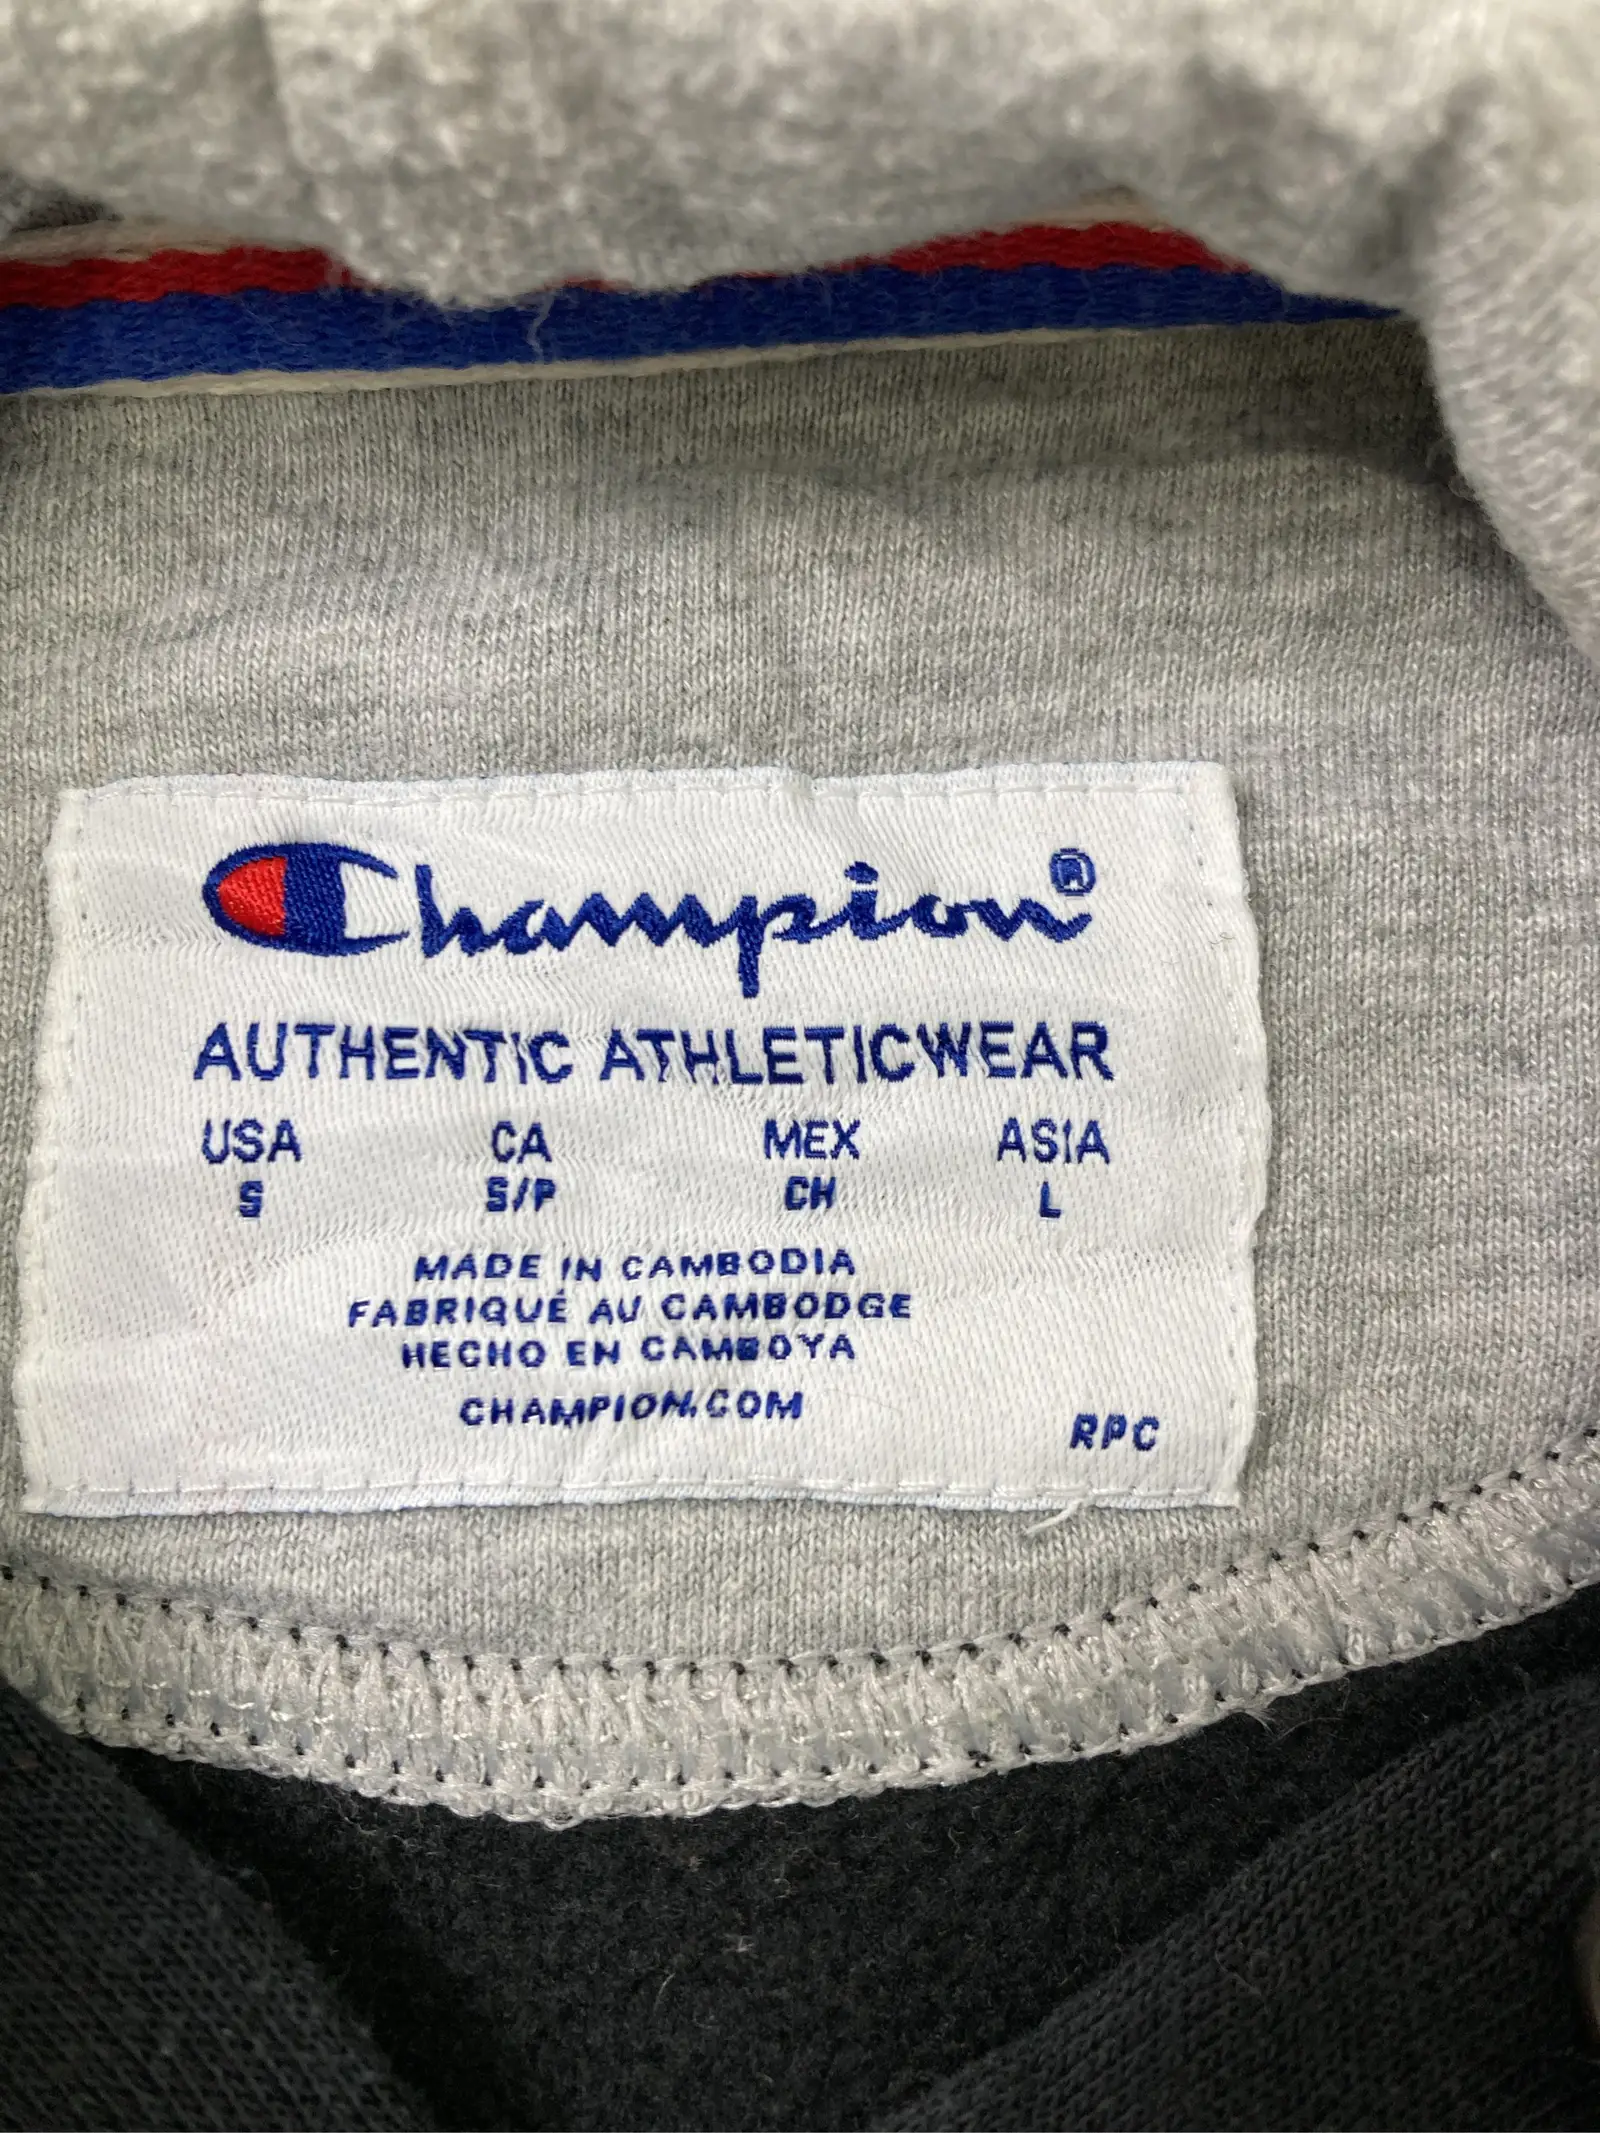 Champion®
AUTHENTIC ATHLETICWEAR
USA CA MEX ASIA
S S/P CH L
MADE IN CAMBODIA
FABRIQUÉ AU CAMBODGE
HECHO EN CAMBOYA
CHAMPION.COM
RPC